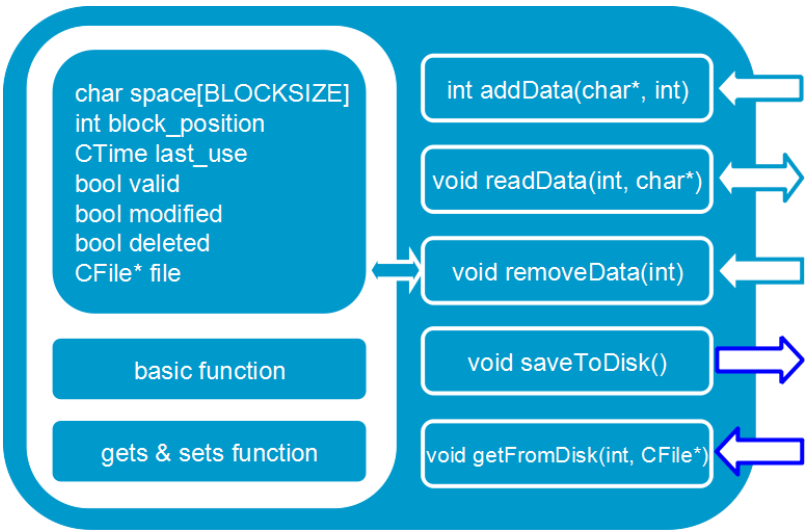 char space[BLOCKSIZE]
int block_position
CTime last_use
bool valid
bool modified
bool deleted
CFile* file
basic function
gets & sets function
int addData(char*, int)
void readData(int, char*)
void removeData(int)
void saveToDisk()
void getFromDisk(int, CFile*)